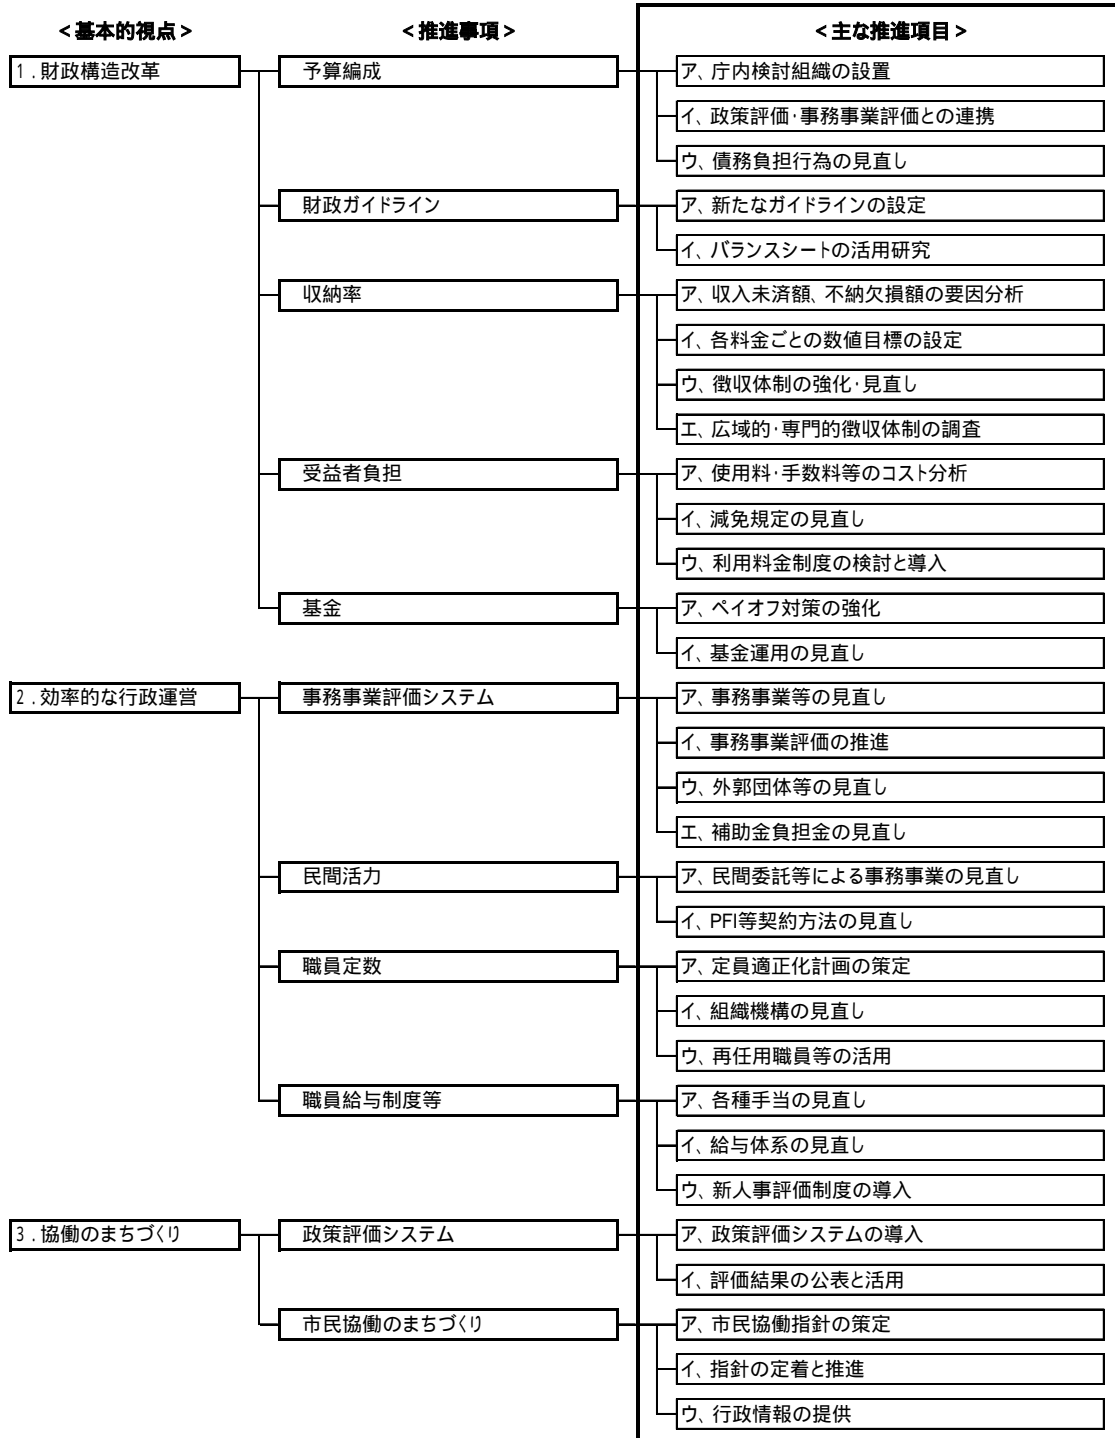 ＜基本的視点＞ ＜推進事項＞ ＜主な推進項目＞
1．財政構造改革 予算編成 ア、庁内検討組織の設置
イ、政策評価・事務事業評価との連携
ウ、債務負担行為の見直し
財政ガイドライン ア、新たなガイドラインの設定
イ、バランスシートの活用研究
収納率 ア、収入未済額、不納欠損額の要因分析
イ、各料金ごとの数値目標の設定
ウ、徴収体制の強化・見直し
エ、広域的・専門的徴収体制の調査
受益者負担 ア、使用料・手数料等のコスト分析
イ、減免規定の見直し
ウ、利用料金制度の検討と導入
基金 ア、ペイオフ対策の強化
イ、基金運用の見直し
2．効率的な行政運営 事務事業評価システム ア、事務事業等の見直し
イ、事務事業評価の推進
ウ、外郭団体等の見直し
エ、補助金負担金の見直し
民間活力 ア、民間委託等による事務事業の見直し
イ、PFI等契約方法の見直し
職員定数 ア、定員適正化計画の策定
イ、組織機構の見直し
ウ、再任用職員等の活用
職員給与制度等 ア、各種手当の見直し
イ、給与体系の見直し
ウ、新人事評価制度の導入
3．協働のまちづくり 政策評価システム ア、政策評価システムの導入
イ、評価結果の公表と活用
市民協働のまちづくり ア、市民協働指針の策定
イ、指針の定着と推進
ウ、行政情報の提供